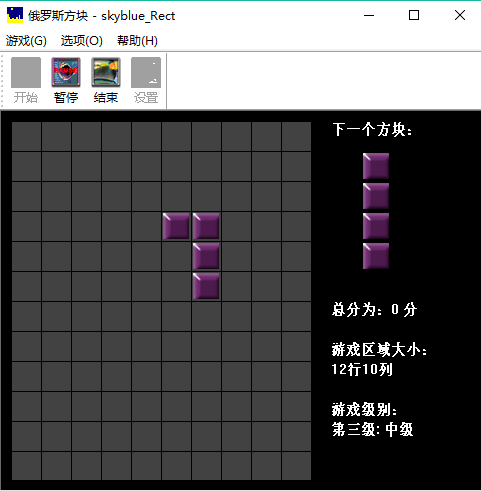 俄罗斯方块 - skyblue_Rect
游戏(G) 选项(O) 帮助(H)
开始 暂停 结束 设置
下一个方块：
总分为：0 分
游戏区域大小：
12行10列
游戏级别：
第三级: 中级